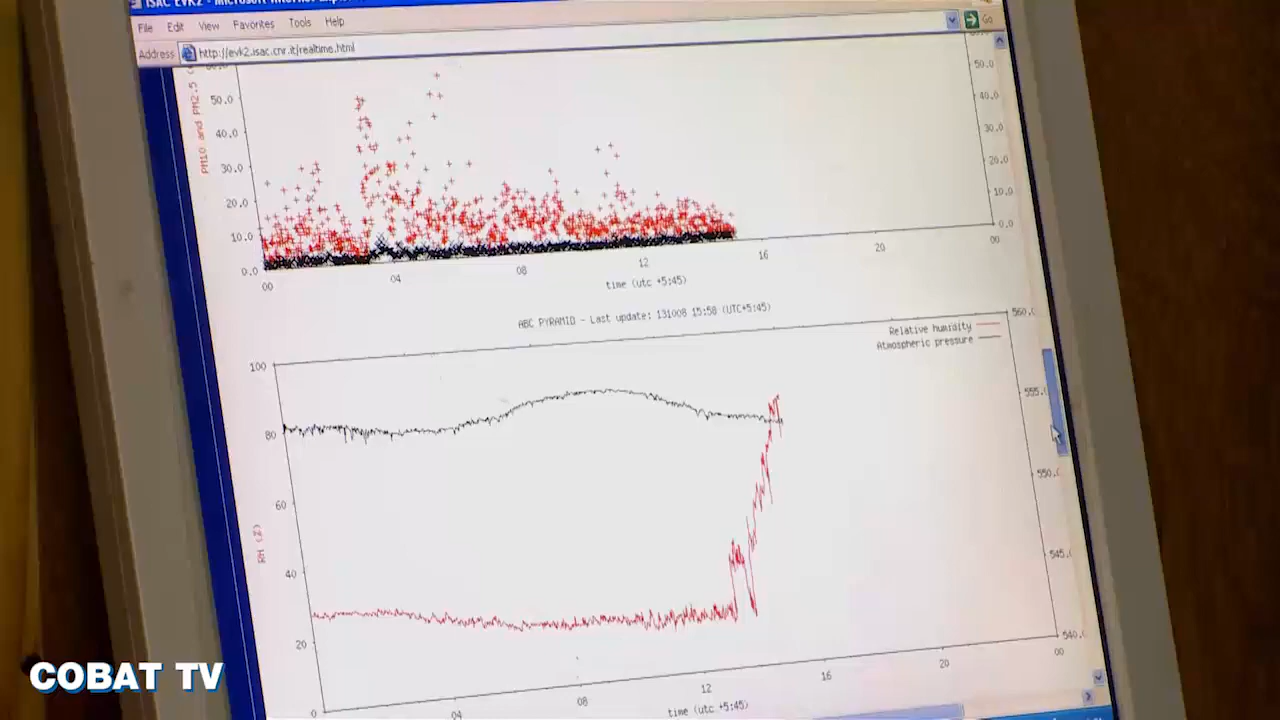 ISAC EVK2 - Microsoft Internet
File Edit View Favorites Tools Help
Address http://evk2.isac.cnr.it/realtime.html Go
PM10 and PM2.5
50.0
40.0
30.0
20.0
10.0
0.0
50.0
40.0
30.0
20.0
10.0
0.0
00 04 08 12 16 20 00
time (utc +5:45)
ABC PYRAMID - Last update: 131008 15:58 (UTC+5:45)
Relative humidity
Atmospheric pressure
RH (%)
100
80
60
40
20
0
560.0
555.0
550.0
545.0
540.0
04 08 12 16 20 00
time (utc +5:45)
COBAT TV